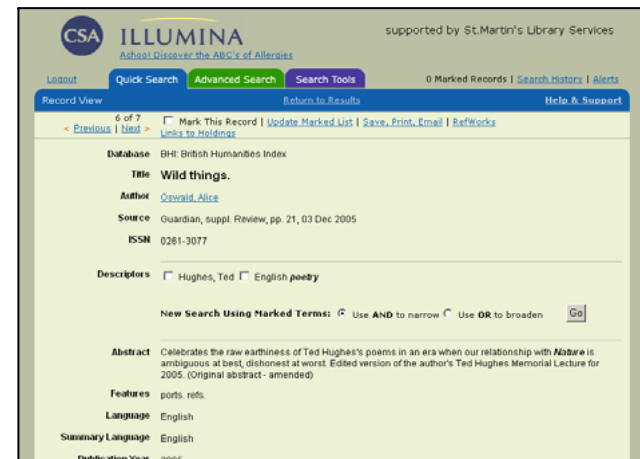 CSA ILLUMINA supported by St.Martin's Library Services
Achoo! Discover the ABC's of Allergies
Logout Quick Search Advanced Search Search Tools 0 Marked Records | Search History | Alerts
Record View Return to Results Help & Support
6 of 7 Mark This Record | Update Marked List | Save, Print, Email | RefWorks
< Previous | Next > Links to Holdings
Database BHI: British Humanities Index
Title Wild things.
Author Oswald, Alice
Source Guardian, suppl. Review, pp. 21, 03 Dec 2005
ISSN 0261-3077
Descriptors Hughes, Ted English poetry
New Search Using Marked Terms: Use AND to narrow Use OR to broaden Go
Abstract Celebrates the raw earthiness of Ted Hughes's poems in an era when our relationship with Nature is
ambiguous at best, dishonest at worst. Edited version of the author's Ted Hughes Memorial Lecture for
2005. (Original abstract - amended)
Features ports. refs.
Language English
Summary Language English
Publication Year 2005